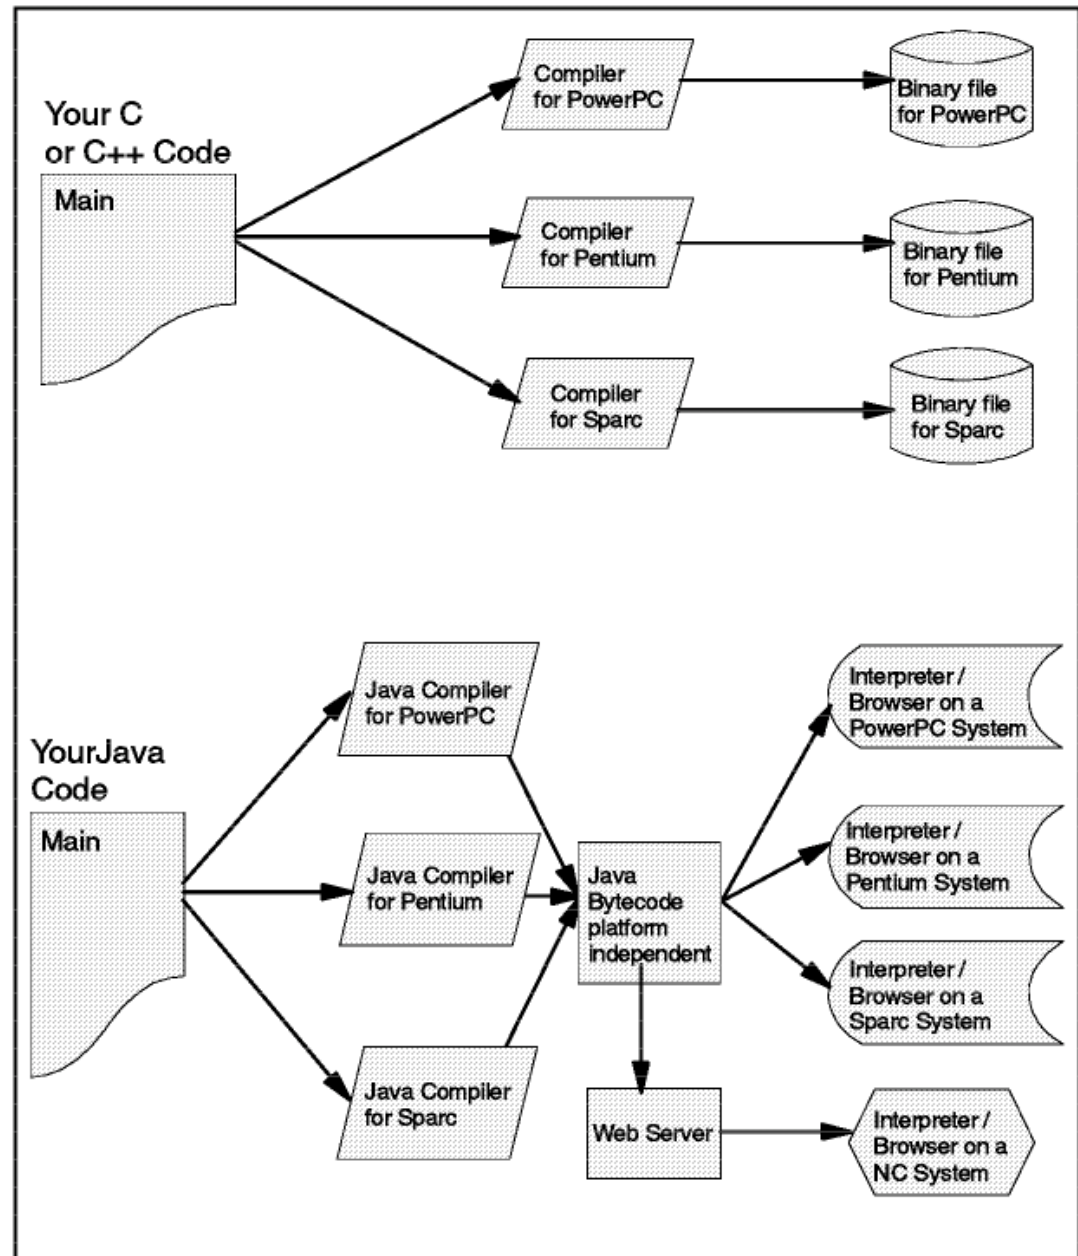 Your C
or C++ Code
Main
Compiler
for PowerPC
Binary file
for PowerPC
Compiler
for Pentium
Binary file
for Pentium
Compiler
for Sparc
Binary file
for Sparc
YourJava
Code
Main
Java Compiler
for PowerPC
Java Compiler
for Pentium
Java Compiler
for Sparc
Java
Bytecode
platform
independent
Web Server
Interpreter /
Browser on a
PowerPC System
Interpreter /
Browser on a
Pentium System
Interpreter /
Browser on a
Sparc System
Interpreter /
Browser on a
NC System